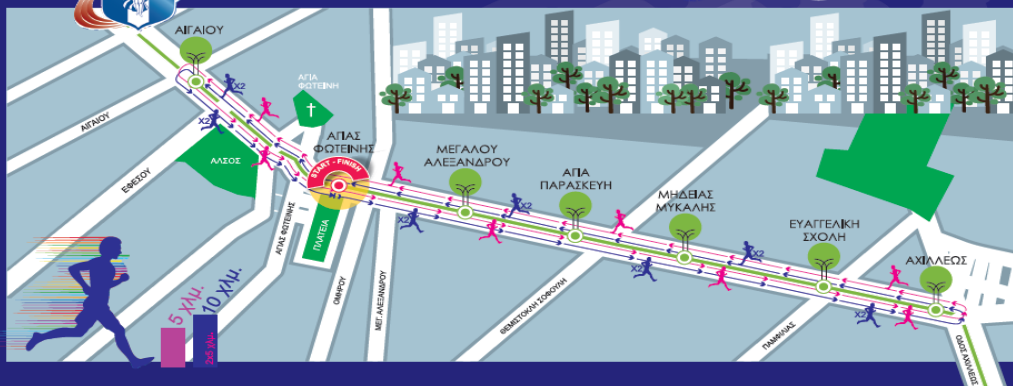 ΑΙΓΑΙΟΥ
X2
ΑΓΙΑ
ΦΩΤΕΙΝΗ
ΑΙΓΑΙΟΥ
X2
ΑΓΙΑΣ
ΦΩΤΕΙΝΗΣ
ΑΛΣΟΣ
ΕΦΕΣΟΥ
START - FINISH
ΜΕΓΑΛΟΥ
ΑΛΕΞΑΝΔΡΟΥ
ΑΓΙΑ
ΠΑΡΑΣΚΕΥΗ
ΜΗΔΕΙΑΣ
ΜΥΚΑΛΗΣ
ΕΥΑΓΓΕΛΙΚΗ
ΣΧΟΛΗ
ΑΧΙΛΛΕΩΣ
X2
X2
X2
X2
X2
ΑΓΙΑΣ ΦΩΤΕΙΝΗΣ
ΠΛΑΤΕΙΑ
ΟΜΗΡΟΥ
ΜΕΓ. ΑΛΕΞΑΝΔΡΟΥ
ΘΕΜΙΣΤΟΚΛΗ ΣΟΦΟΥΛΗ
ΠΑΜΦΙΛΙΑΣ
ΟΔΟΣ ΑΧΙΛΛΕΩΣ
5 χλμ.
10 χλμ.
2x5 χλμ.